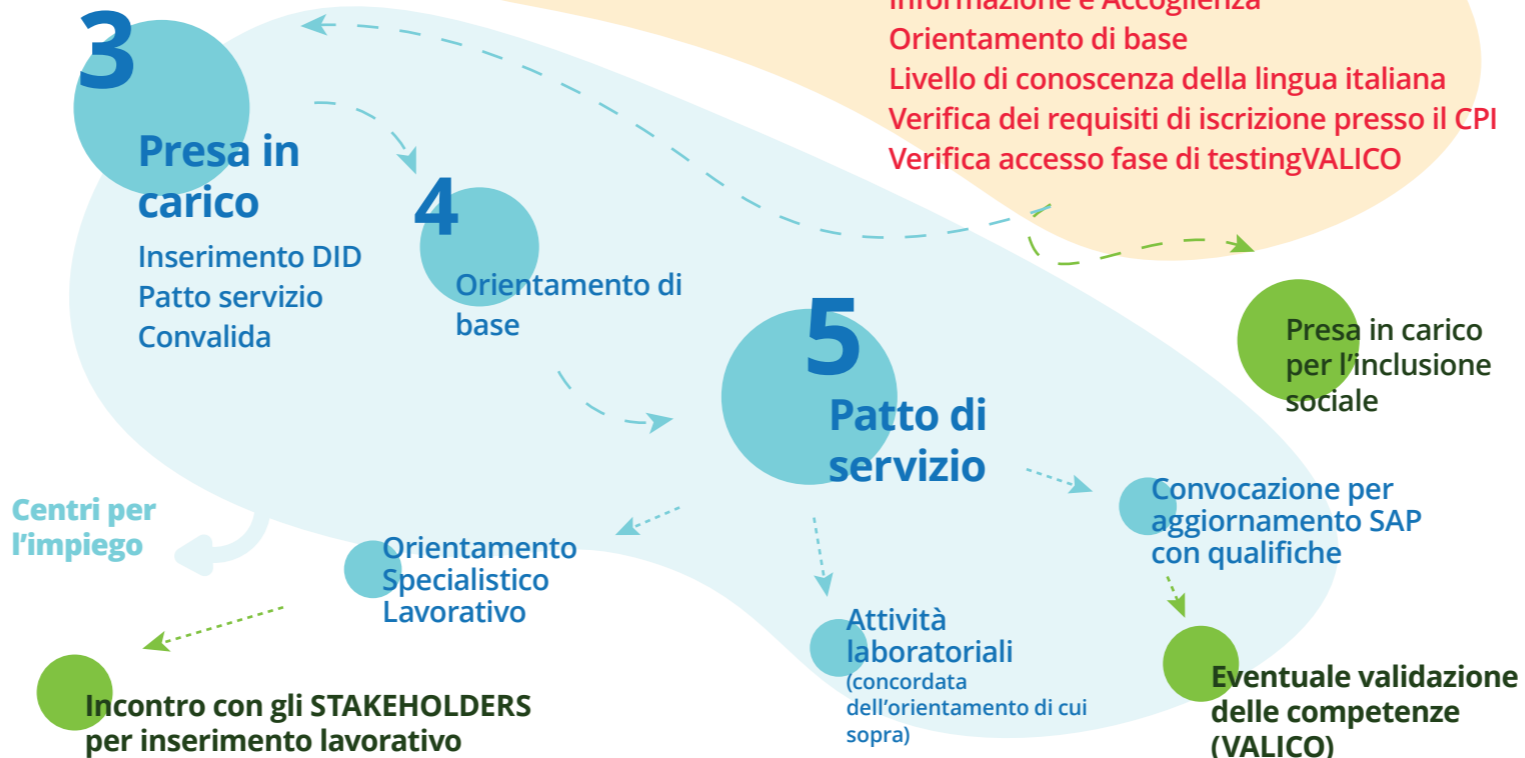 Informazione e Accoglienza
Orientamento di base
Livello di conoscenza della lingua italiana
Verifica dei requisiti di iscrizione presso il CPI
Verifica accesso fase di testingVALICO
3
Presa in
carico
Inserimento DID
Patto servizio
Convalida
4
Orientamento di
base
5
Patto di
servizio
Presa in carico
per l’inclusione
sociale
Centri per
l’impiego
Orientamento
Specialistico
Lavorativo
Convocazione per
aggiornamento SAP
con qualifiche
Attività
laboratoriali
(concordata
dell’orientamento di cui
sopra)
Incontro con gli STAKEHOLDERS
per inserimento lavorativo
Eventuale validazione
delle competenze
(VALICO)